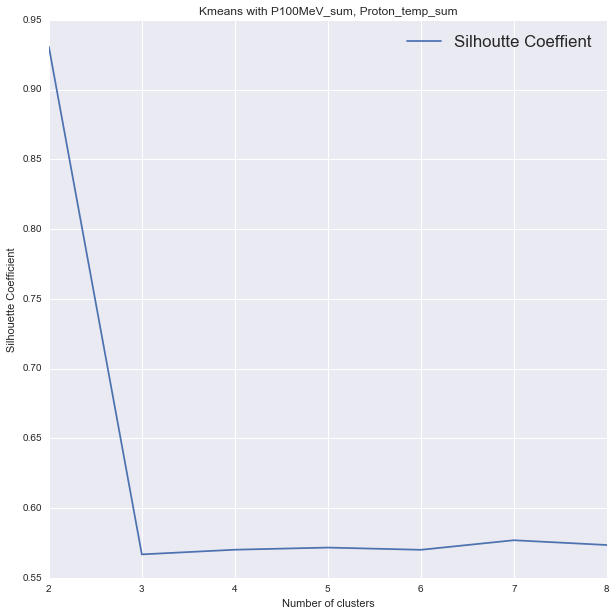 Kmeans with P100MeV_sum, Proton_temp_sum
Silhoutte Coeffient
0.95
0.90
0.85
0.80
0.75
0.70
0.65
0.60
0.55
Silhouette Coefficient
2 3 4 5 6 7 8
Number of clusters